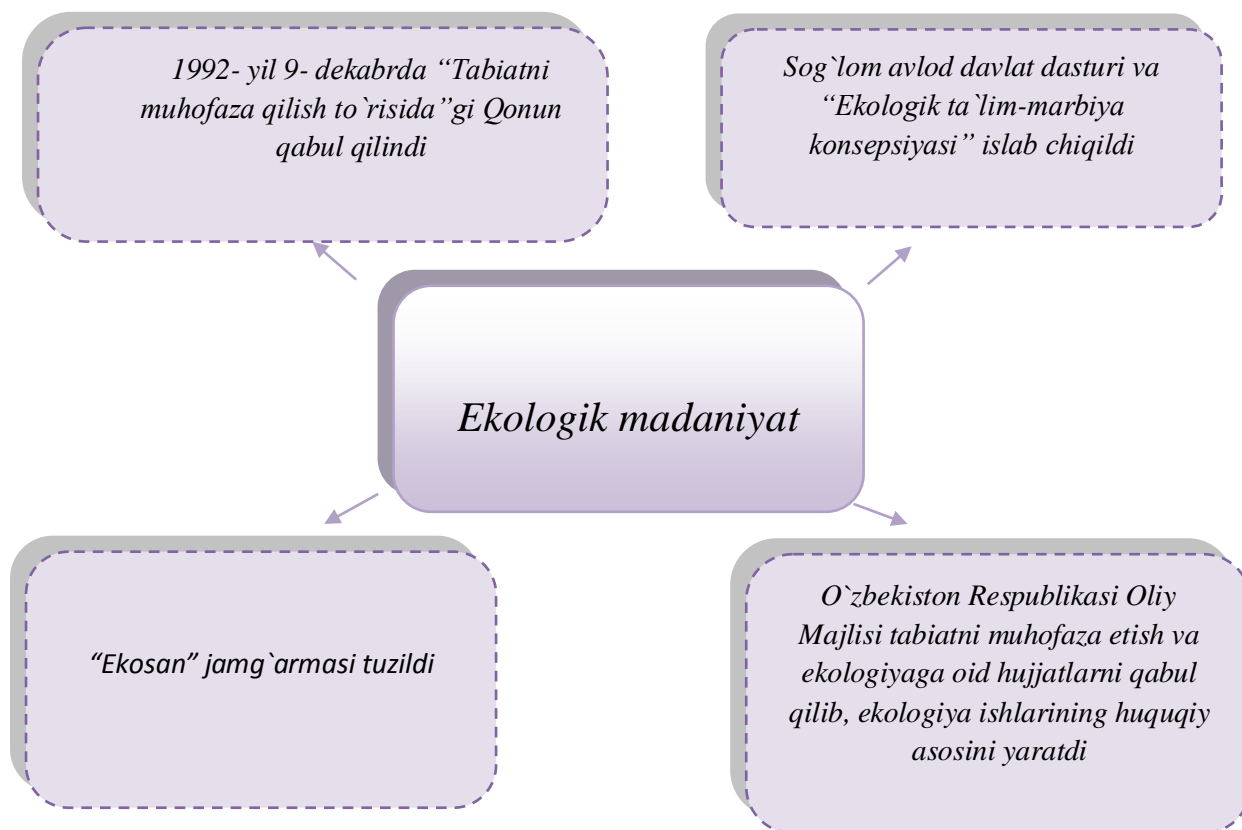 1992- yil 9- dekabrda “Tabiatni
muhofaza qilish to`risida”gi Qonun
qabul qilindi
Sog`lom avlod davlat dasturi va
“Ekologik ta`lim-marbiya
konsepsiyasi” islab chiqildi
Ekologik madaniyat
“Ekosan” jamg`armasi tuzildi
O`zbekiston Respublikasi Oliy
Majlisi tabiatni muhofaza etish va
ekologiyaga oid hujjatlarni qabul
qilib, ekologiya ishlarining huquqiy
asosini yaratdi